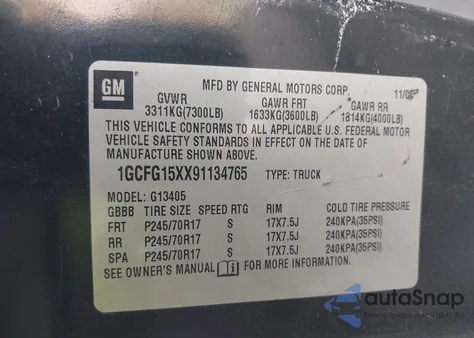 GM
MFD BY GENERAL MOTORS CORP.
GVWR GAWR FRT GAWR RR
3311KG(7300LB) 1633KG(3600LB) 1814KG(4000LB)
THIS VEHICLE CONFORMS TO ALL APPLICABLE U.S. FEDERAL MOTOR
VEHICLE SAFETY STANDARDS IN EFFECT ON THE DATE OF
MANUFACTURE SHOWN ABOVE.
1GCFG15XX91134765 TYPE: TRUCK
MODEL: G13405
GBBB TIRE SIZE SPEED RTG RIM COLD TIRE PRESSURE
FRT P245/70R17 S 17X7.5J 240KPA(35PSI)
RR P245/70R17 S 17X7.5J 240KPA(35PSI)
SPA P245/70R17 S 17X7.5J 240KPA(35PSI)
SEE OWNER'S MANUAL FOR MORE INFORMATION.
autoSnap